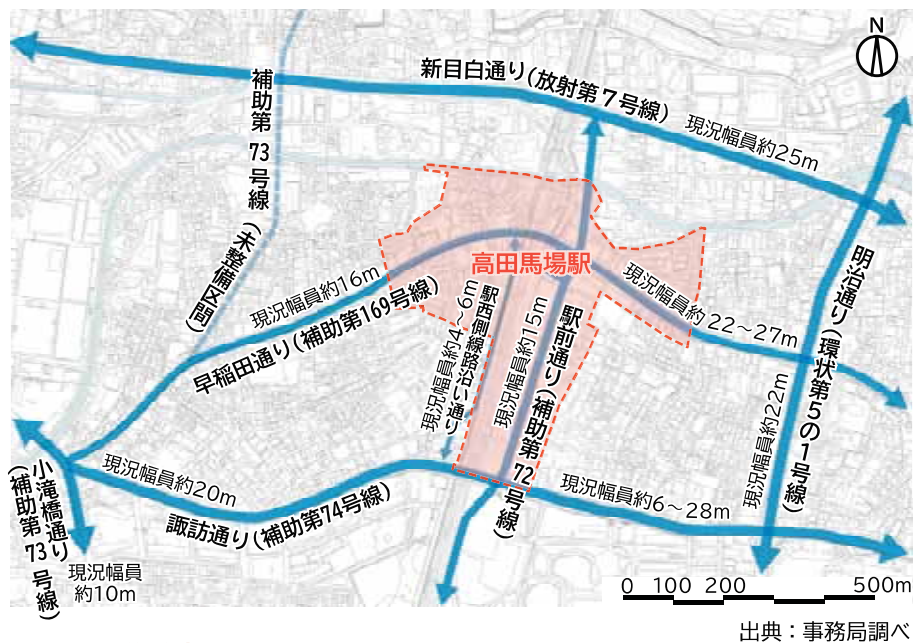 N
新目白通り(放射第7号線)
現況幅員約25m
補助第73号線(未整備区間)
高田馬場駅
現況幅員約16m
早稲田通り(補助第169号線)
現況幅員約22～27m
明治通り(環状第5の1号線)
現況幅員約22m
駅西側線路沿い通り
現況幅員約4～6m
駅前通り(補助第72号線)
現況幅員約15m
現況幅員約20m
諏訪通り(補助第74号線)
現況幅員約6～28m
小滝橋通り
(補助第73号線)
現況幅員
約10m
0 100 200 500m
出典：事務局調べ